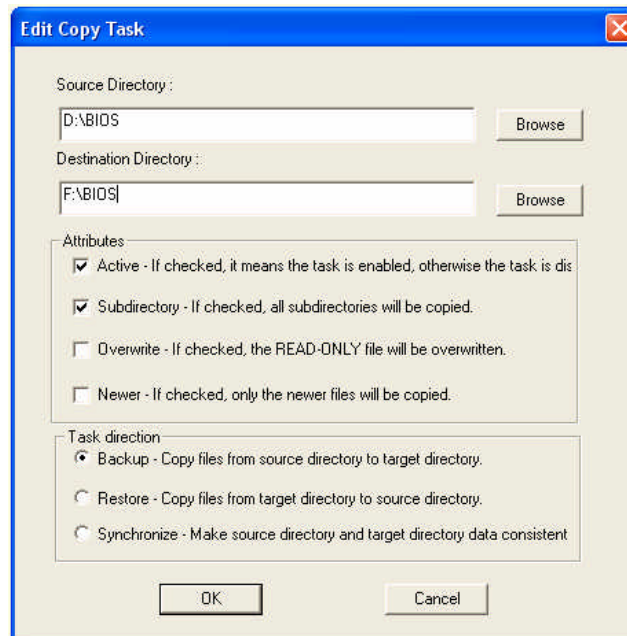 Edit Copy Task
Source Directory :
D:\BIOS
Browse
Destination Directory :
F:\BIOS
Browse
Attributes
Active - If checked, it means the task is enabled, otherwise the task is dis
Subdirectory - If checked, all subdirectories will be copied.
Overwrite - If checked, the READ-ONLY file will be overwritten.
Newer - If checked, only the newer files will be copied.
Task direction
Backup - Copy files from source directory to target directory.
Restore - Copy files from target directory to source directory.
Synchronize - Make source directory and target directory data consistent
OK
Cancel